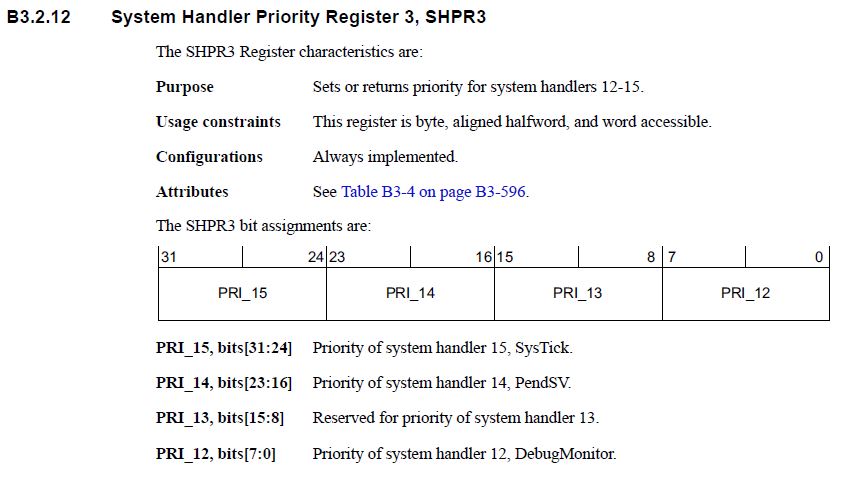 B3.2.12 System Handler Priority Register 3, SHPR3
The SHPR3 Register characteristics are:
Purpose Sets or returns priority for system handlers 12-15.
Usage constraints This register is byte, aligned halfword, and word accessible.
Configurations Always implemented.
Attributes See Table B3-4 on page B3-596.
The SHPR3 bit assignments are:
31 24 23 16 15 8 7 0
PRI_15 PRI_14 PRI_13 PRI_12
PRI_15, bits[31:24] Priority of system handler 15, SysTick.
PRI_14, bits[23:16] Priority of system handler 14, PendSV.
PRI_13, bits[15:8] Reserved for priority of system handler 13.
PRI_12, bits[7:0] Priority of system handler 12, DebugMonitor.